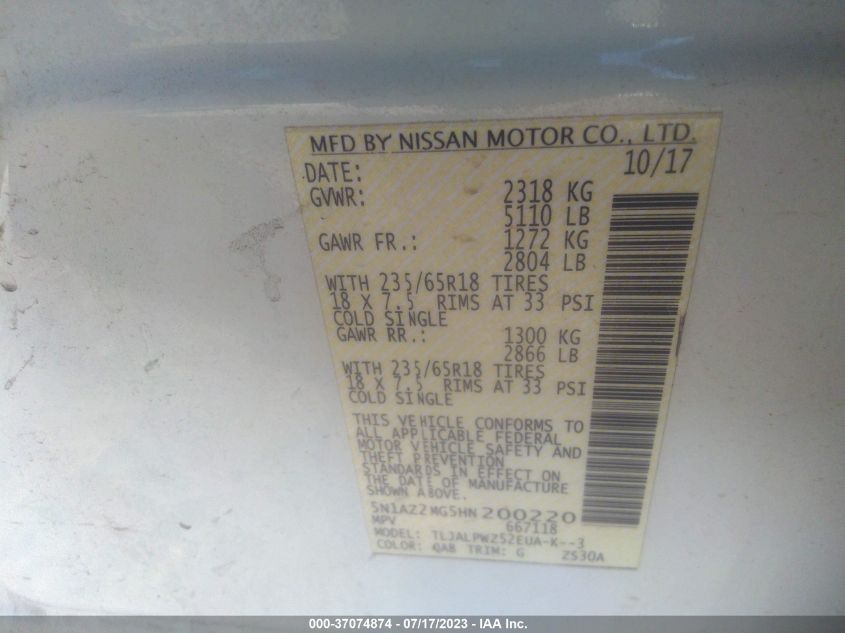 MFD BY NISSAN MOTOR CO., LTD.
DATE: 10/17
GVWR: 2318 KG
5110 LB
GAWR FR.: 1272 KG
2804 LB
WITH 235/65R18 TIRES
18 X 7.5 RIMS AT 33 PSI
COLD SINGLE
GAWR RR.: 1300 KG
2866 LB
WITH 235/65R18 TIRES
18 X 7.5 RIMS AT 33 PSI
COLD SINGLE
THIS VEHICLE CONFORMS TO
ALL APPLICABLE FEDERAL
MOTOR VEHICLE SAFETY AND
THEFT PREVENTION
STANDARDS IN EFFECT ON
THE DATE OF MANUFACTURE
SHOWN ABOVE.
5N1AZ2MG5HN200220
MPV 667118
MODEL: TLJALPWZ52EUA-K--3
COLOR: QAB TRIM: G ZS30A
000-37074874 - 07/17/2023 - IAA Inc.